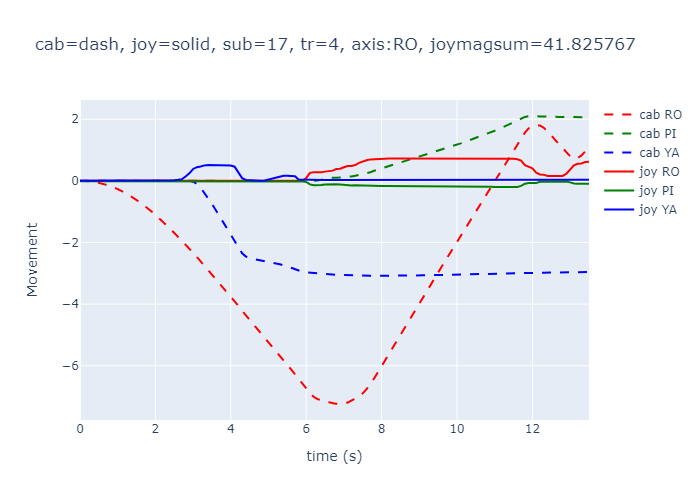 cab=dash, joy=solid, sub=17, tr=4, axis:RO, joymagsum=41.825767
cab RO
cab PI
cab YA
joy RO
joy PI
joy YA
Movement
2
0
−2
−4
−6
0 2 4 6 8 10 12
time (s)